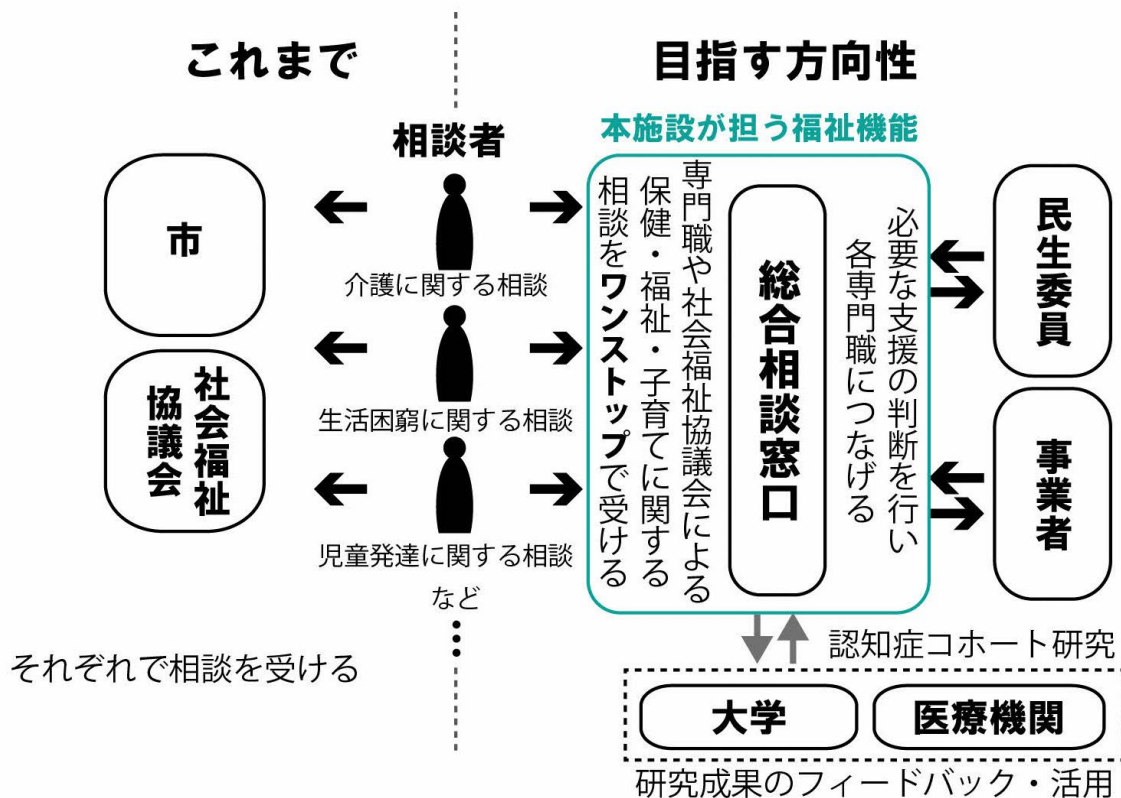 これまで
目指す方向性
相談者
本施設が担う福祉機能
市
社会福祉
協議会
介護に関する相談
生活困窮に関する相談
児童発達に関する相談
など
それぞれで相談を受ける
専門職や社会福祉協議会による
保健・福祉・子育てに関する
相談をワンストップで受ける
総合相談窓口
必要な支援の判断を行い
各専門職につなげる
民生委員
事業者
認知症コホート研究
大学
医療機関
研究成果のフィードバック・活用